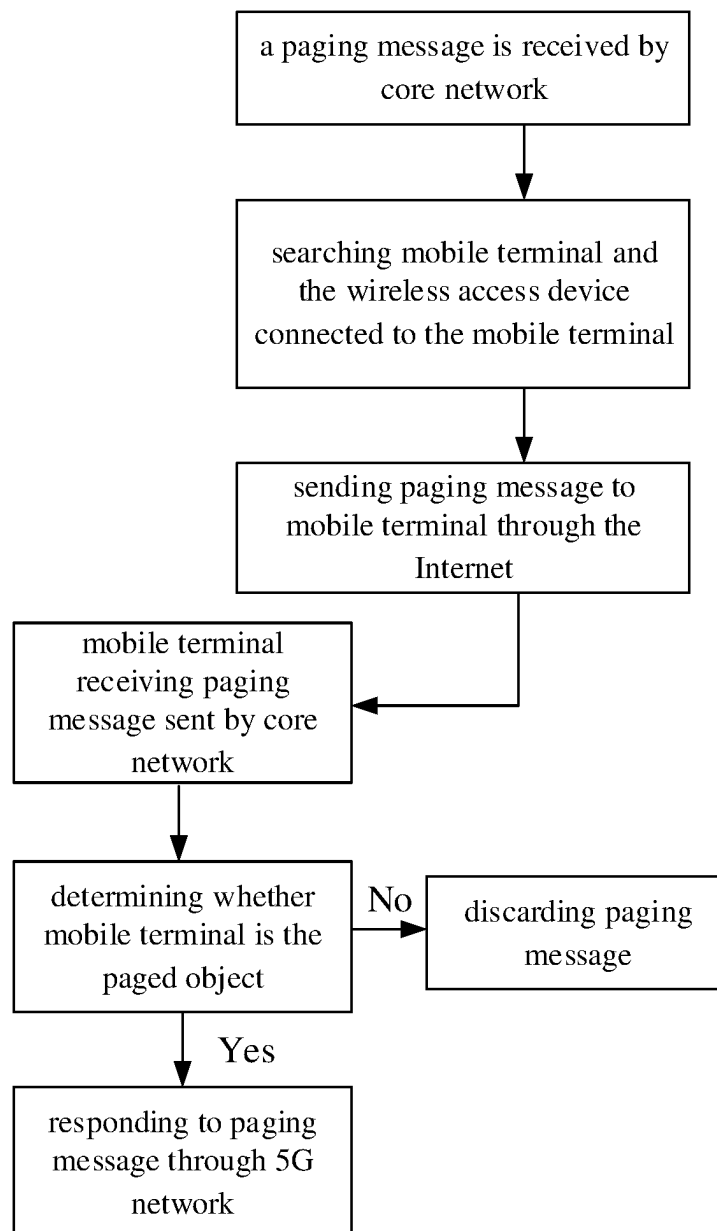 a paging message is received by
core network
searching mobile terminal and
the wireless access device
connected to the mobile terminal
sending paging message to
mobile terminal through the
Internet
mobile terminal
receiving paging
message sent by core
network
determining whether
mobile terminal is the
paged object
No
discarding paging
message
Yes
responding to paging
message through 5G
network